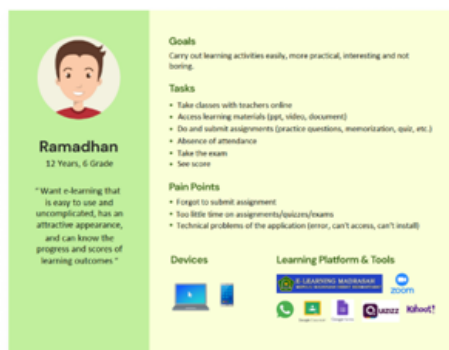 Ramadhan
12 Years, 6 Grade
" Want e-learning that
is easy to use and
uncomplicated, has an
attractive appearance,
and can know the
progress and scores of
learning outcomes "
Goals
Carry out learning activities easily, more practical, interesting and not
boring.
Tasks
• Take classes with teachers online
• Access learning materials (ppt, video, document)
• Do and submit assignments (practice questions, memorization, quiz, etc.)
• Absence of attendance
• Take the exam
• See score
Pain Points
• Forgot to submit assignment
• Too little time on assignments/quizzes/exams
• Technical problems of the application (error, can't access, can't install)
Devices
Learning Platform & Tools
E-LEARNING MADRASAH
zoom
Google Classroom
Google Forms
Quizizz
Kahoot!